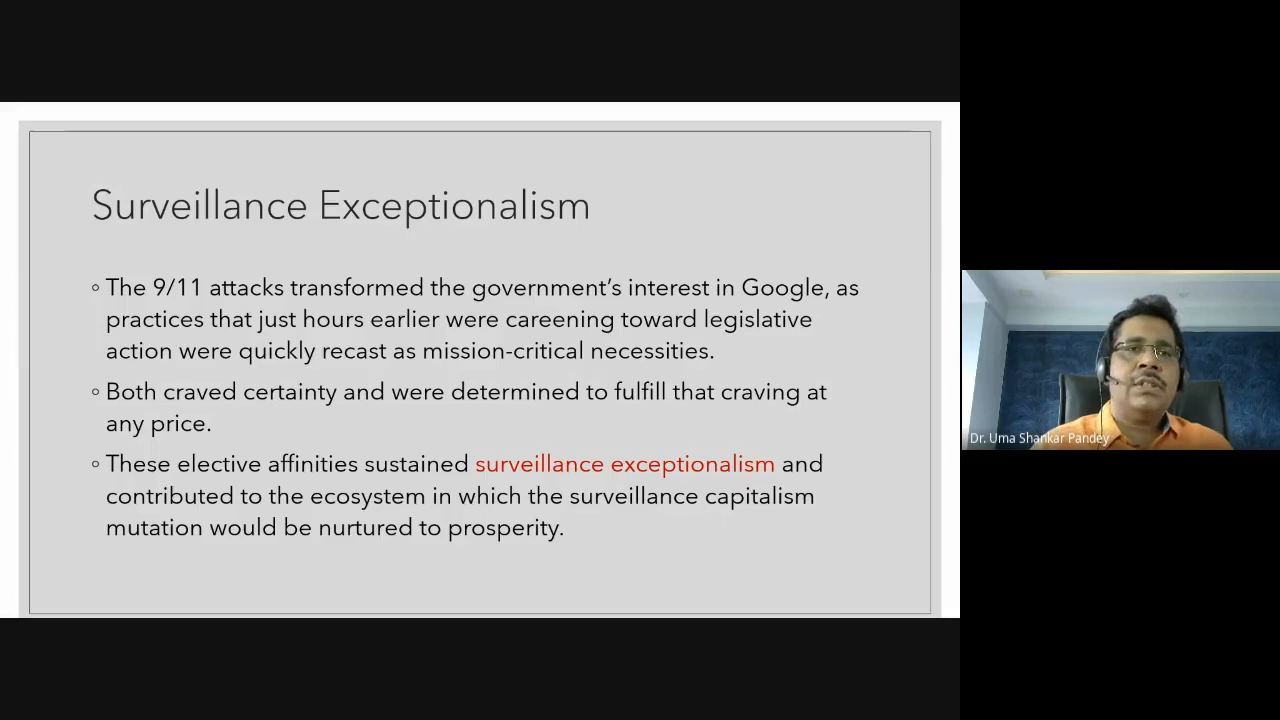 Surveillance Exceptionalism
◦ The 9/11 attacks transformed the government’s interest in Google, as
practices that just hours earlier were careening toward legislative
action were quickly recast as mission-critical necessities.
◦ Both craved certainty and were determined to fulfill that craving at
any price.
◦ These elective affinities sustained surveillance exceptionalism and
contributed to the ecosystem in which the surveillance capitalism
mutation would be nurtured to prosperity.
Dr. Uma Shankar Pandey